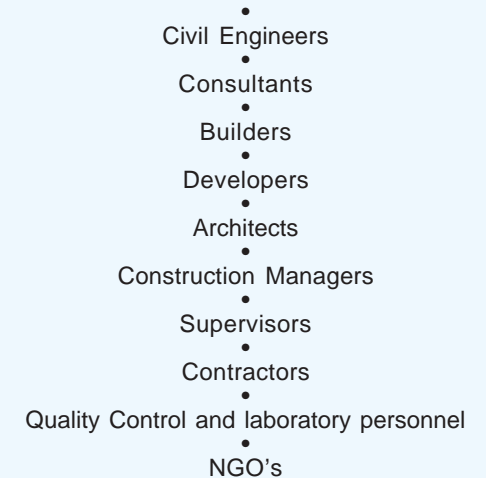 •
Civil Engineers
•
Consultants
•
Builders
•
Developers
•
Architects
•
Construction Managers
•
Supervisors
•
Contractors
•
Quality Control and laboratory personnel
•
NGO's